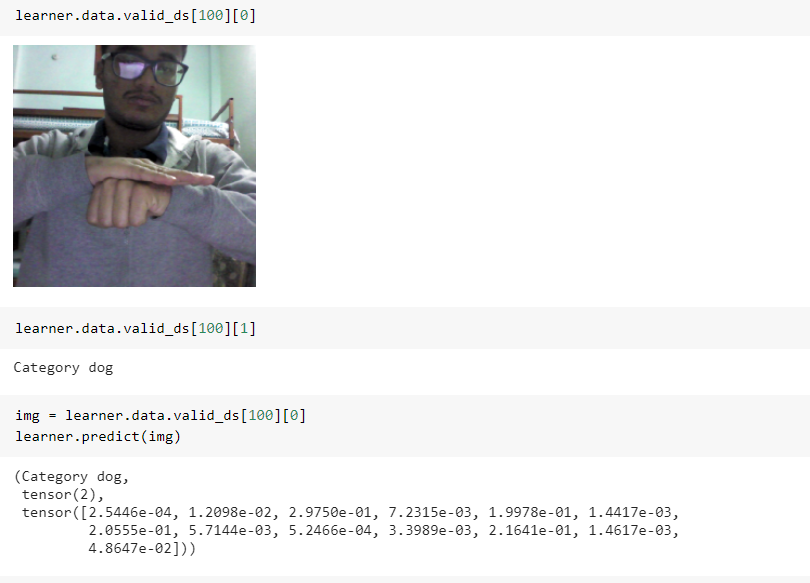 learner.data.valid_ds[100][0]
learner.data.valid_ds[100][1]
Category dog
img = learner.data.valid_ds[100][0]
learner.predict(img)
(Category dog,
tensor(2),
tensor([2.5446e-04, 1.2098e-02, 2.9750e-01, 7.2315e-03, 1.9978e-01, 1.4417e-03,
2.0555e-01, 5.7144e-03, 5.2466e-04, 3.3989e-03, 2.1641e-01, 1.4617e-03,
4.8647e-02]))